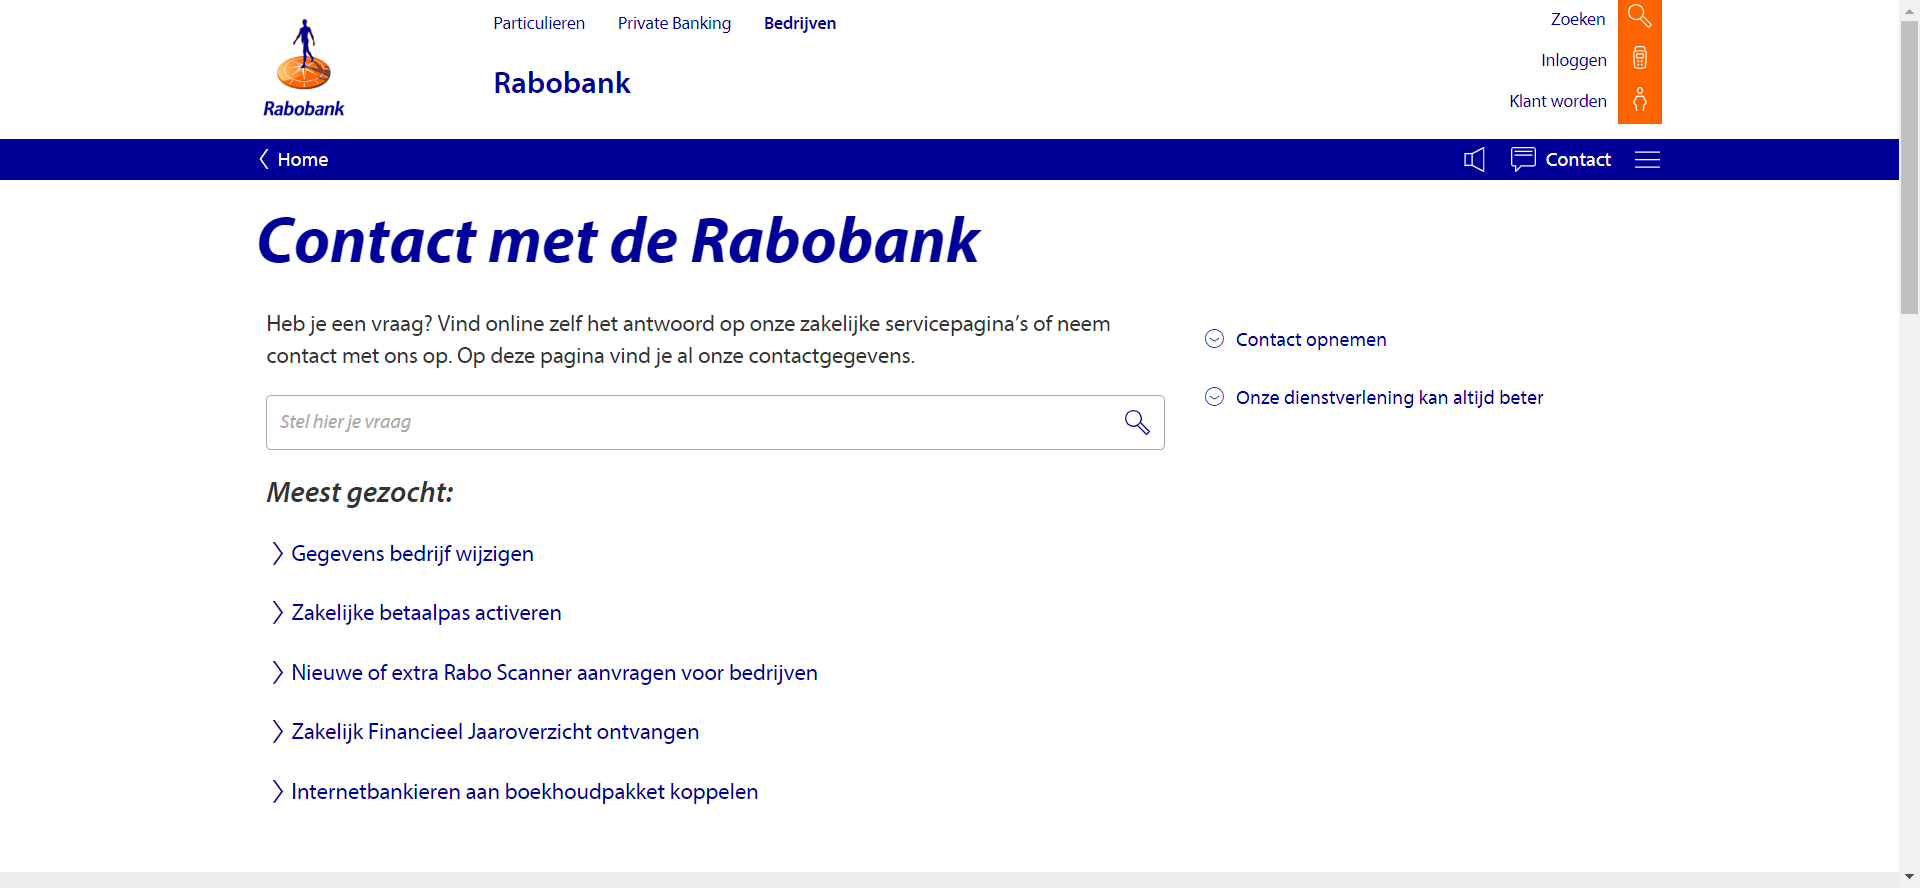 Particulieren Private Banking Bedrijven
Zoeken
Inloggen
Klant worden
Rabobank
Rabobank
Home
Contact
Contact met de Rabobank
Heb je een vraag? Vind online zelf het antwoord op onze zakelijke servicepagina’s of neem
contact met ons op. Op deze pagina vind je al onze contactgegevens.
Stel hier je vraag
Contact opnemen
Onze dienstverlening kan altijd beter
Meest gezocht:
Gegevens bedrijf wijzigen
Zakelijke betaalpas activeren
Nieuwe of extra Rabo Scanner aanvragen voor bedrijven
Zakelijk Financieel Jaaroverzicht ontvangen
Internetbankieren aan boekhoudpakket koppelen